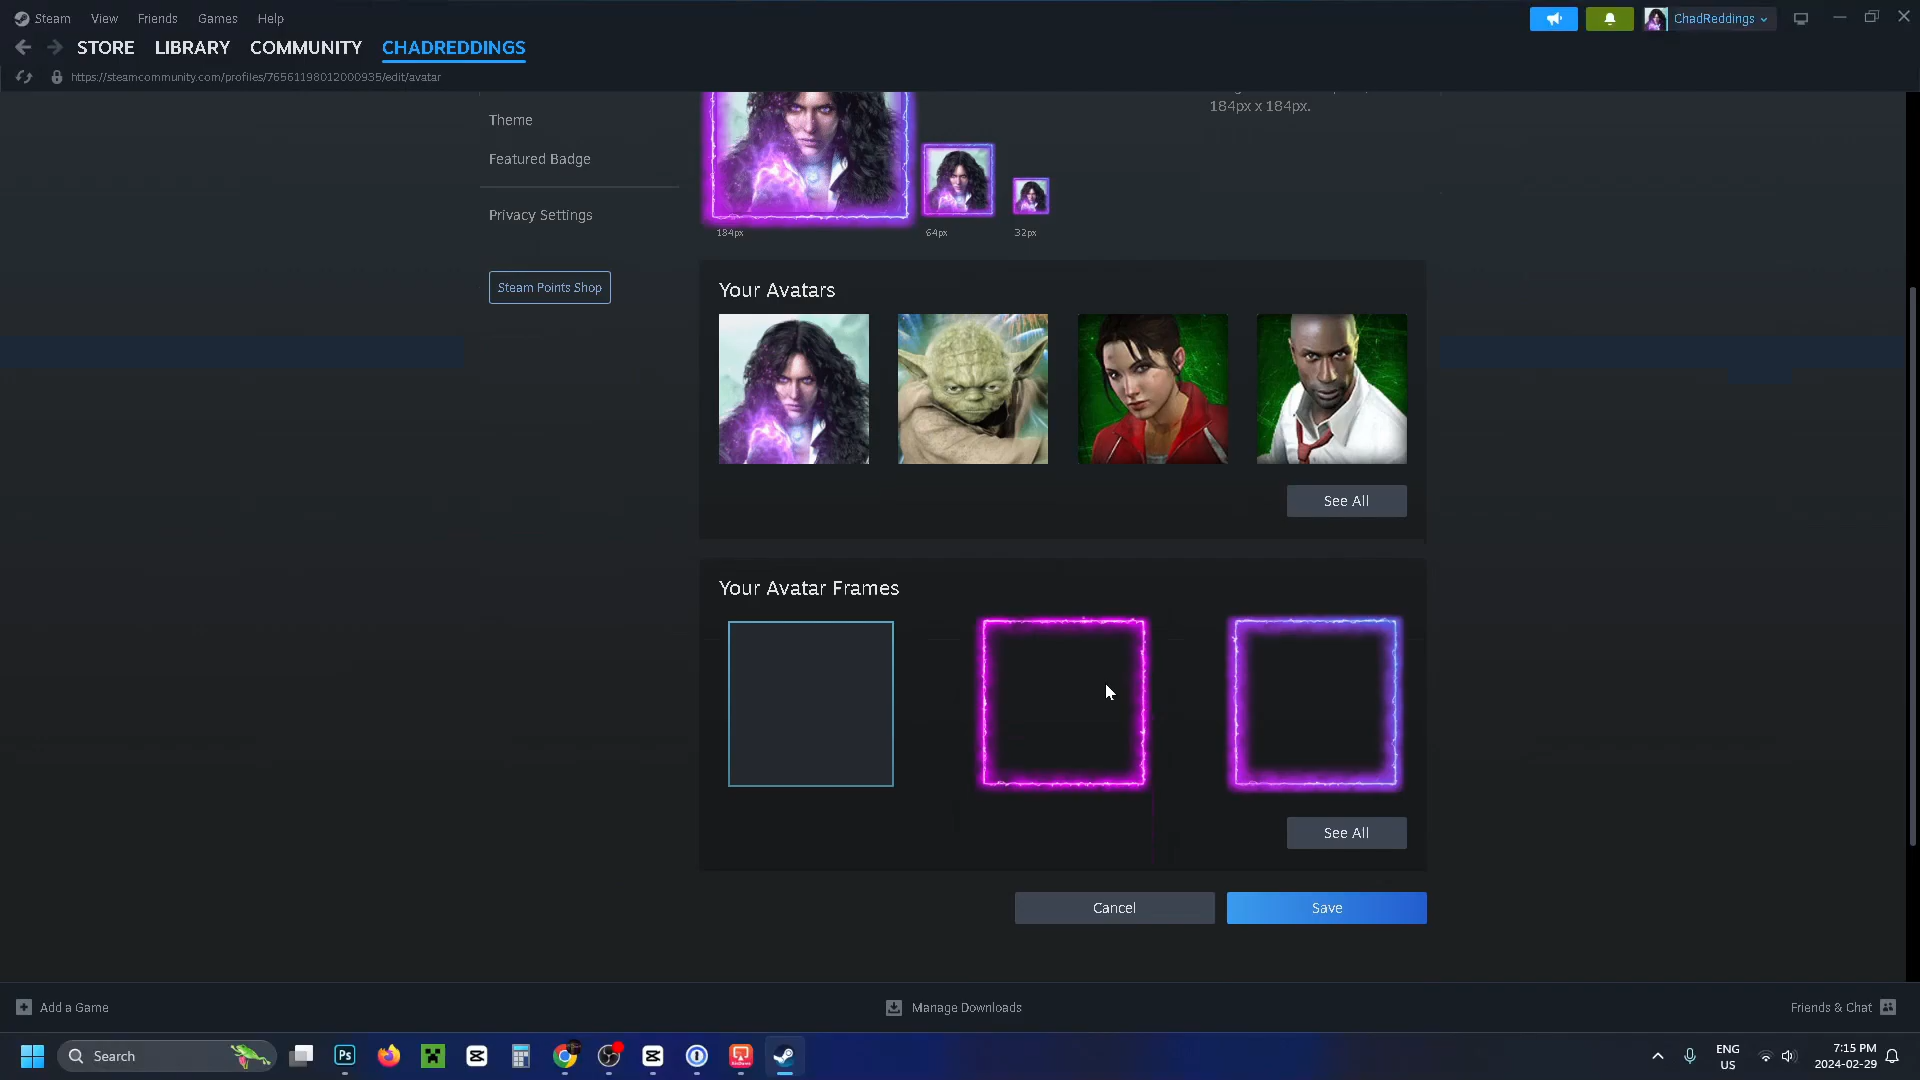 Steam View Friends Games Help
ChadReddings
STORE LIBRARY COMMUNITY CHADREDDINGS
https://steamcommunity.com/profiles/76561198012000935/edit/avatar
184px x 184px.
Theme
Featured Badge
Privacy Settings
184px 64px 32px
Steam Points Shop
Your Avatars
See All
Your Avatar Frames
See All
Cancel Save
Add a Game
Manage Downloads
Friends & Chat
Search
Ps
ENG
US
7:15 PM
2024-02-29